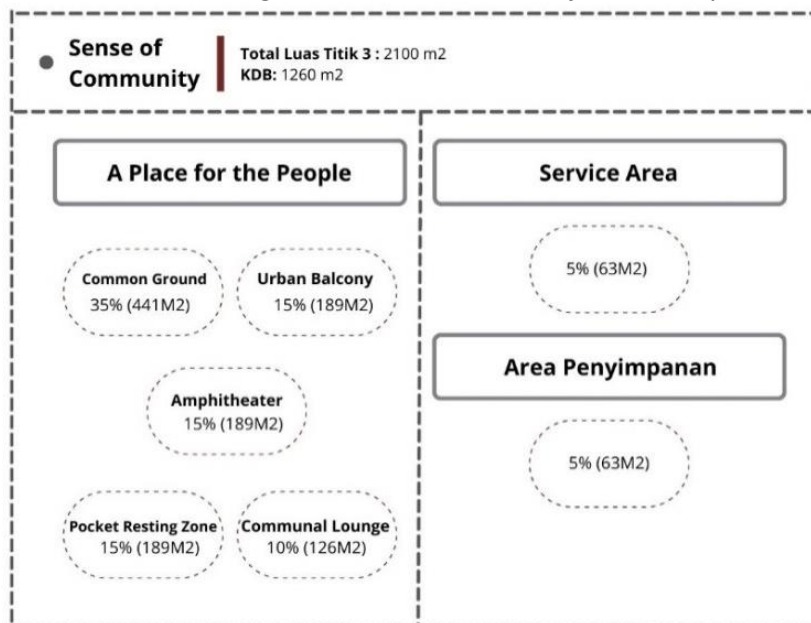 Sense of
Community
Total Luas Titik 3 : 2100 m2
KDB: 1260 m2
A Place for the People
Common Ground
35% (441M2)
Urban Balcony
15% (189M2)
Amphitheater
15% (189M2)
Pocket Resting Zone
15% (189M2)
Communal Lounge
10% (126M2)
Service Area
5% (63M2)
Area Penyimpanan
5% (63M2)